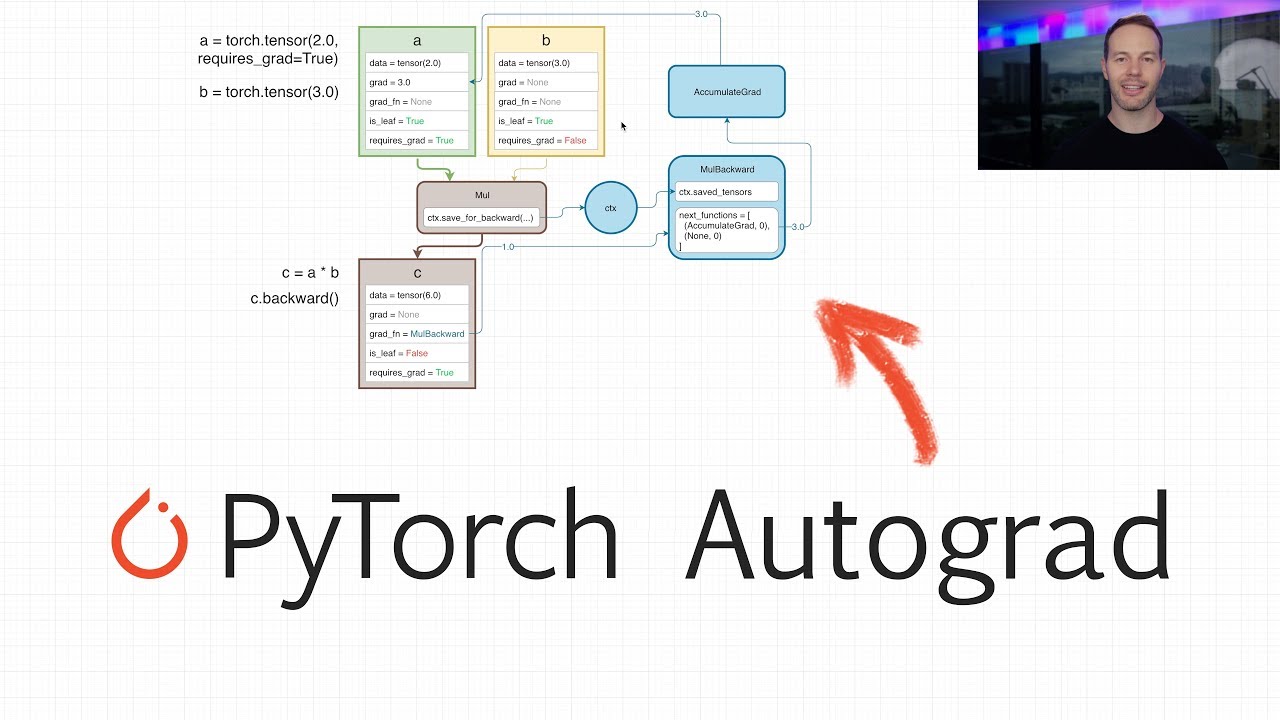 a = torch.tensor(2.0,
requires_grad=True)
b = torch.tensor(3.0)
a
data = tensor(2.0)
grad = 3.0
grad_fn = None
is_leaf = True
requires_grad = True
b
data = tensor(3.0)
grad = None
grad_fn = None
is_leaf = True
requires_grad = False
3.0
AccumulateGrad
Mul
ctx.save_for_backward(...)
ctx
MulBackward
ctx.saved_tensors
next_functions = [
(AccumulateGrad, 0),
(None, 0)
]
3.0
1.0
c = a * b
c.backward()
c
data = tensor(6.0)
grad = None
grad_fn = MulBackward
is_leaf = False
requires_grad = True
PyTorch Autograd